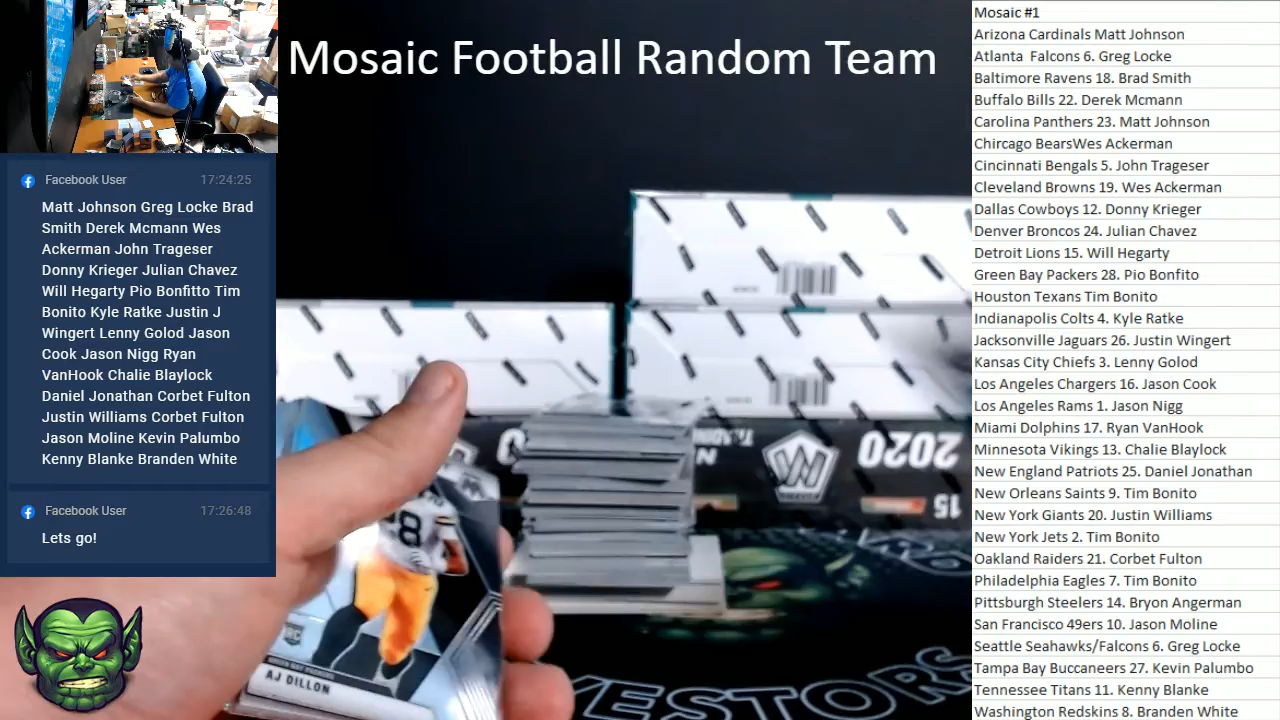 Mosaic Football Random Team
Facebook User 17:24:25
Matt Johnson Greg Locke Brad
Smith Derek Mcmann Wes
Ackerman John Trageser
Donny Krieger Julian Chavez
Will Hegarty Pio Bonfitto Tim
Bonito Kyle Ratke Justin J
Wingert Lenny Golod Jason
Cook Jason Nigg Ryan
VanHook Chalie Blaylock
Daniel Jonathan Corbet Fulton
Justin Williams Corbet Fulton
Jason Moline Kevin Palumbo
Kenny Blanke Branden White
Facebook User 17:26:48
Lets go!
2020
15
28
RC
AJ DILLON
VESTORS
Mosaic #1
Arizona Cardinals Matt Johnson
Atlanta  Falcons 6. Greg Locke
Baltimore Ravens 18. Brad Smith
Buffalo Bills 22. Derek Mcmann
Carolina Panthers 23. Matt Johnson
Chircago BearsWes Ackerman
Cincinnati Bengals 5. John Trageser
Cleveland Browns 19. Wes Ackerman
Dallas Cowboys 12. Donny Krieger
Denver Broncos 24. Julian Chavez
Detroit Lions 15. Will Hegarty
Green Bay Packers 28. Pio Bonfito
Houston Texans Tim Bonito
Indianapolis Colts 4. Kyle Ratke
Jacksonville Jaguars 26. Justin Wingert
Kansas City Chiefs 3. Lenny Golod
Los Angeles Chargers 16. Jason Cook
Los Angeles Rams 1. Jason Nigg
Miami Dolphins 17. Ryan VanHook
Minnesota Vikings 13. Chalie Blaylock
New England Patriots 25. Daniel Jonathan
New Orleans Saints 9. Tim Bonito
New York Giants 20. Justin Williams
New York Jets 2. Tim Bonito
Oakland Raiders 21. Corbet Fulton
Philadelphia Eagles 7. Tim Bonito
Pittsburgh Steelers 14. Bryon Angerman
San Francisco 49ers 10. Jason Moline
Seattle Seahawks/Falcons 6. Greg Locke
Tampa Bay Buccaneers 27. Kevin Palumbo
Tennessee Titans 11. Kenny Blanke
Washington Redskins 8. Branden White